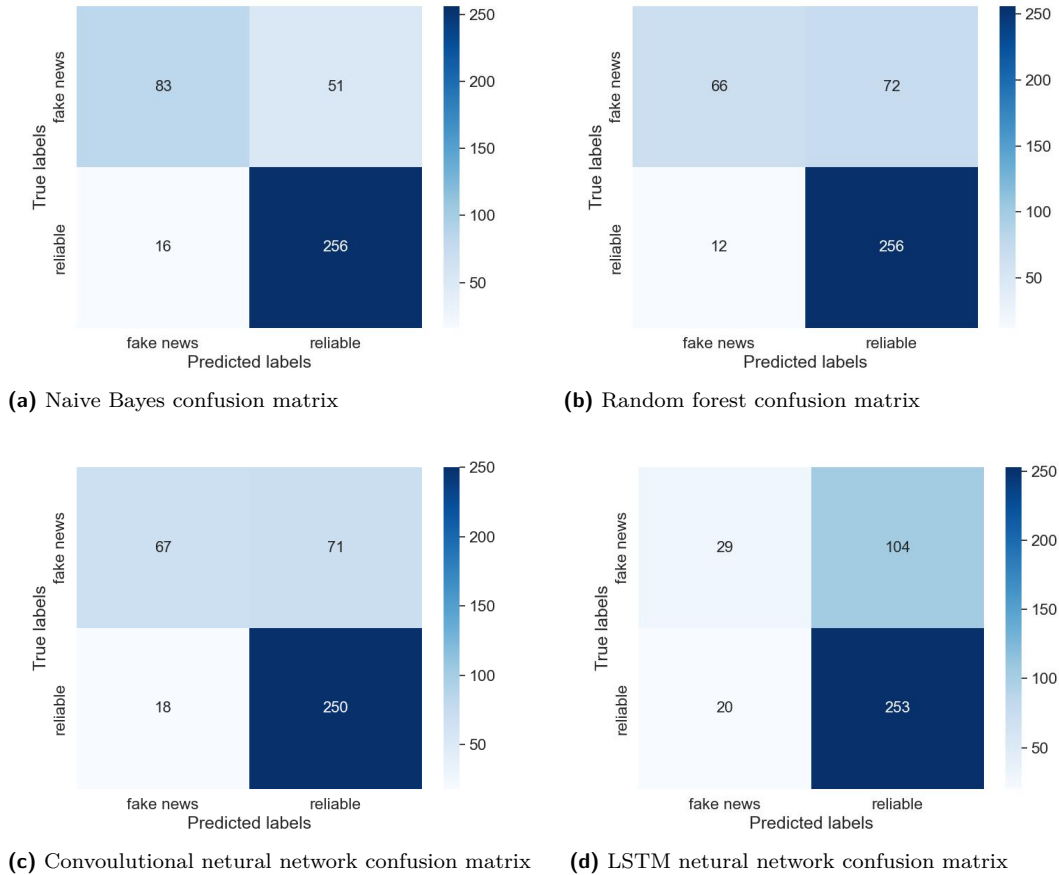 250
200
150
100
50
True labels
fake news
reliable
83
51
16
256
fake news
reliable
Predicted labels
(a) Naive Bayes confusion matrix
250
200
150
100
50
True labels
fake news
reliable
66
72
12
256
fake news
reliable
Predicted labels
(b) Random forest confusion matrix
250
200
150
100
50
True labels
fake news
reliable
67
71
18
250
fake news
reliable
Predicted labels
(c) Convoulutional netural network confusion matrix
250
200
150
100
50
True labels
fake news
reliable
29
104
20
253
fake news
reliable
Predicted labels
(d) LSTM netural network confusion matrix